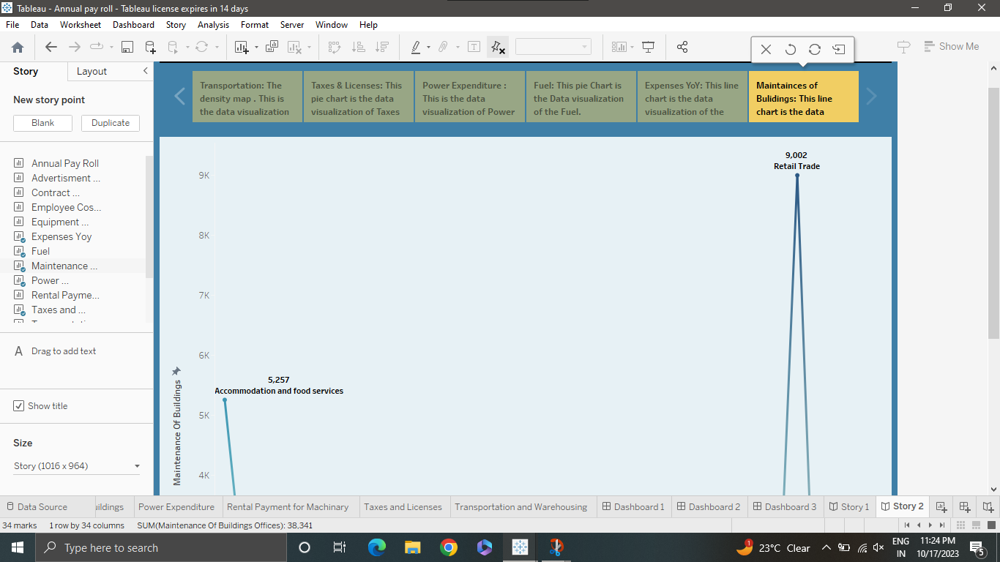 Tableau - Annual pay roll - Tableau license expires in 14 days
File Data Worksheet Dashboard Story Analysis Format Server Window Help
Show Me
Story Layout
New story point
Blank Duplicate
Annual Pay Roll
Advertisment ...
Contract ...
Employee Cos...
Equipment ...
Expenses Yoy
Fuel
Maintenance ...
Power ...
Rental Payme...
Taxes and ...
A Drag to add text
Show title
Size
Story (1016 x 964)
Transportation: The
density map . This is
the data visualization
Taxes & Licenses: This
pie chart is the data
visualization of Taxes
Power Expenditure :
This is the data
visualization of Power
Fuel: This pie Chart is
the Data visualization
of the Fuel.
Expenses YoY: This line
chart is the data
visualization of the
Maintainces of
Bulidings: This line
chart is the data
9,002
Retail Trade
9K
8K
7K
6K
5,257
Accommodation and food services
5K
4K
Maintenance Of Buildings
Data Source uildings Power Expenditure Rental Payment for Machinary Taxes and Licenses Transportation and Warehousing Dashboard 1 Dashboard 2 Dashboard 3 Story 1 Story 2
34 marks 1 row by 34 columns SUM(Maintenance Of Buildings Offices): 38,341
Type here to search
1
23°C Clear
ENG
IN
11:24 PM
10/17/2023
5